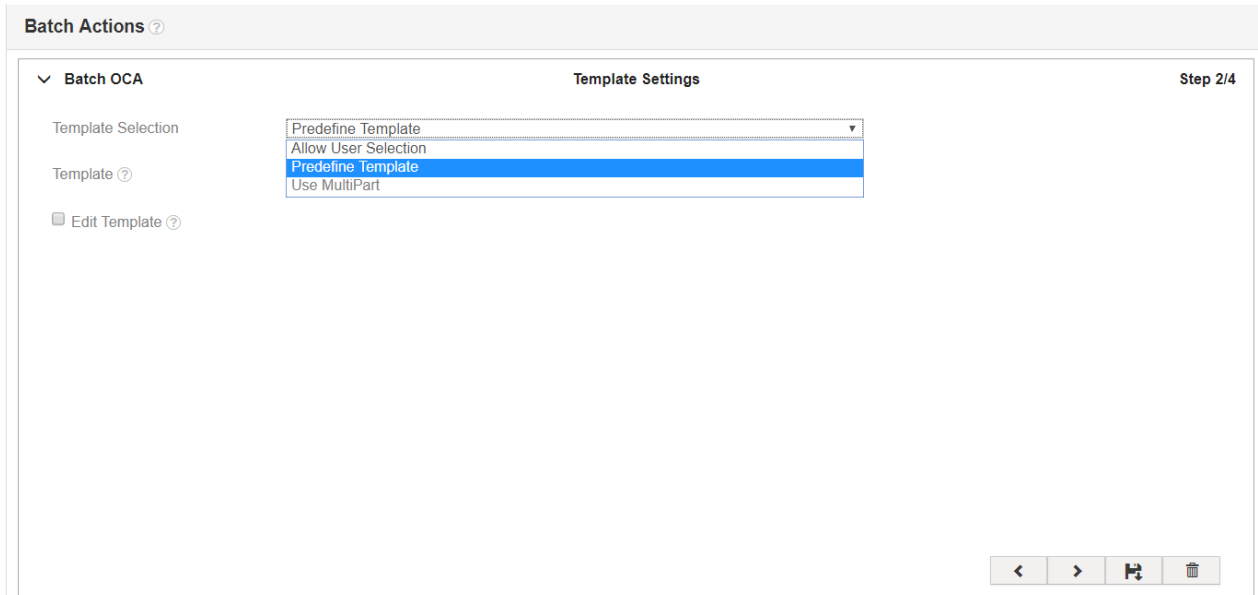 Batch Actions ?
Batch OCA Template Settings Step 2/4
Template Selection Predefine Template
Allow User Selection
Template ? Predefine Template
Use MultiPart
Edit Template ?